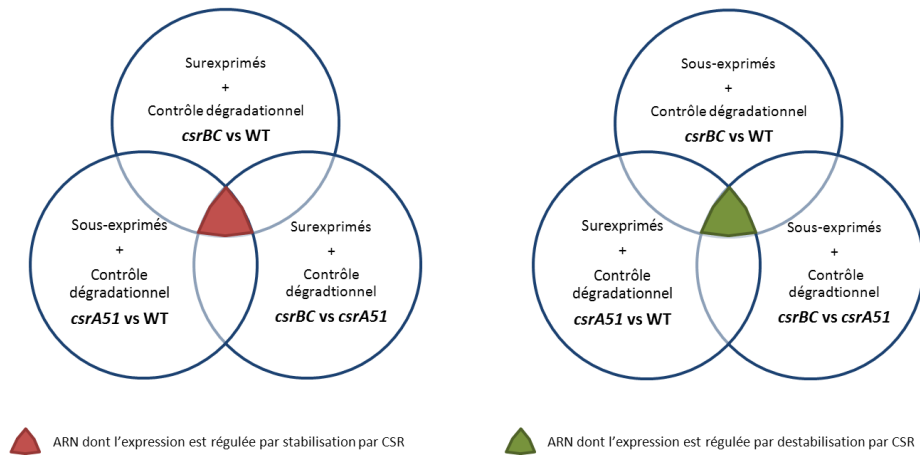 Surexprimés
+
Contrôle dégradationnel
csrBC vs WT
Sous-exprimés
+
Contrôle
dégradationnel
csrA51 vs WT
Surexprimés
+
Contrôle
dégradtionnel
csrBC vs csrA51
ARN dont l'expression est régulée par stabilisation par CSR
Sous-exprimés
+
Contrôle dégradationnel
csrBC vs WT
Surexprimés
+
Contrôle
dégradationnel
csrA51 vs WT
Sous-exprimés
+
Contrôle
dégradtionnel
csrBC vs csrA51
ARN dont l'expression est régulée par destabilisation par CSR